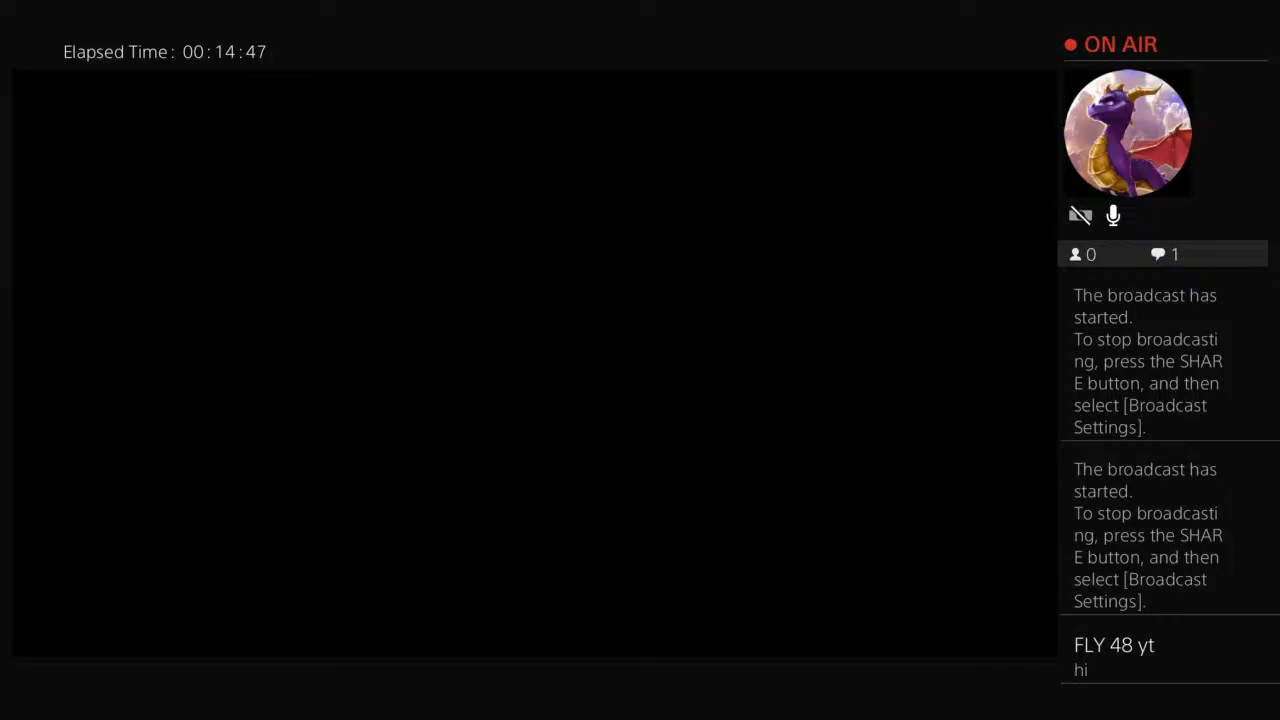 Elapsed Time: 00:14:47
ON AIR
0 1
The broadcast has
started.
To stop broadcasti
ng, press the SHAR
E button, and then
select [Broadcast
Settings].
The broadcast has
started.
To stop broadcasti
ng, press the SHAR
E button, and then
select [Broadcast
Settings].
FLY 48 yt
hi